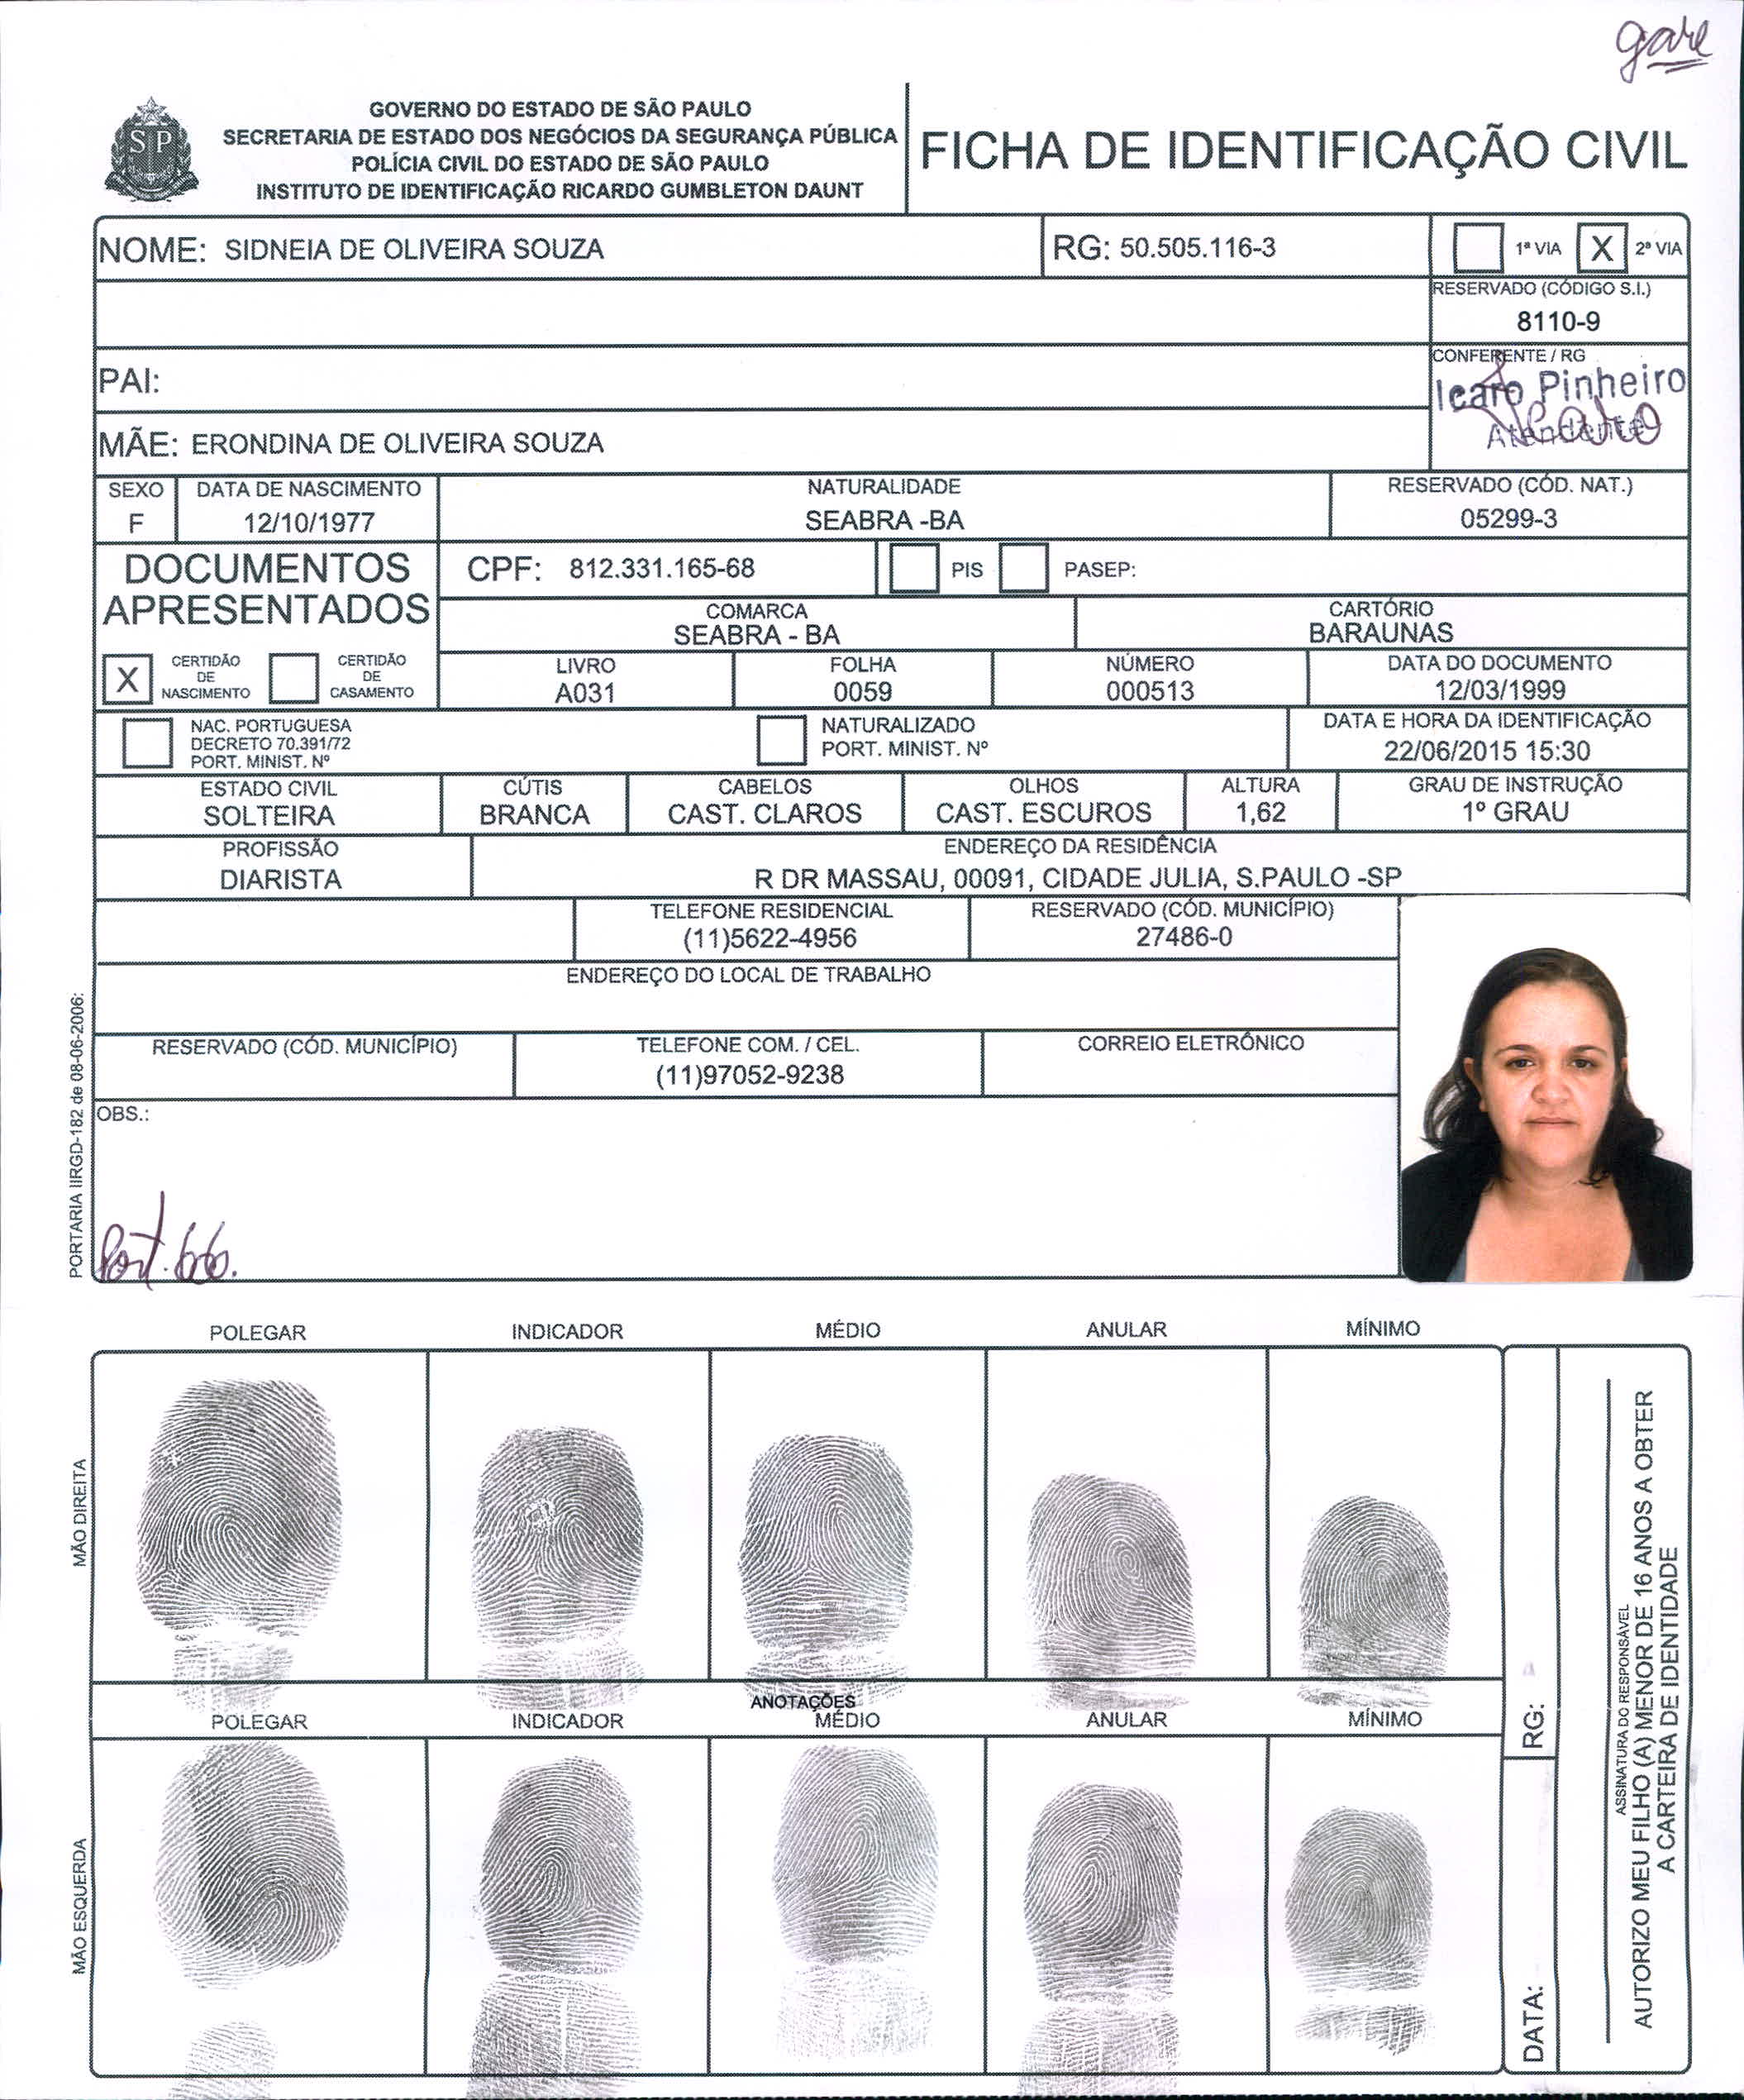 gare
GOVERNO DO ESTADO DE SÃO PAULO
SECRETARIA DE ESTADO DOS NEGÓCIOS DA SEGURANÇA PÚBLICA
POLÍCIA CIVIL DO ESTADO DE SÃO PAULO
INSTITUTO DE IDENTIFICAÇÃO RICARDO GUMBLETON DAUNT
SP
FICHA DE IDENTIFICAÇÃO CIVIL
NOME: SIDNEIA DE OLIVEIRA SOUZA
RG: 50.505.116-3
1ª VIA X 2ª VIA
RESERVADO (CÓDIGO S.I.)
8110-9
PAI:
CONFERENTE / RG
Icaro Pinheiro
Atendente
MÃE: ERONDINA DE OLIVEIRA SOUZA
SEXO
F
DATA DE NASCIMENTO
12/10/1977
NATURALIDADE
SEABRA -BA
RESERVADO (CÓD. NAT.)
05299-3
DOCUMENTOS
APRESENTADOS
CPF: 812.331.165-68
PIS
PASEP:
COMARCA
SEABRA - BA
CARTÓRIO
BARAUNAS
X
CERTIDÃO
DE
NASCIMENTO
CERTIDÃO
DE
CASAMENTO
LIVRO
A031
FOLHA
0059
NÚMERO
000513
DATA DO DOCUMENTO
12/03/1999
NAC. PORTUGUESA
DECRETO 70.391/72
PORT. MINIST. Nº
NATURALIZADO
PORT. MINIST. Nº
DATA E HORA DA IDENTIFICAÇÃO
22/06/2015 15:30
ESTADO CIVIL
SOLTEIRA
CÚTIS
BRANCA
CABELOS
CAST. CLAROS
OLHOS
CAST. ESCUROS
ALTURA
1,62
GRAU DE INSTRUÇÃO
1º GRAU
PROFISSÃO
DIARISTA
ENDEREÇO DA RESIDÊNCIA
R DR MASSAU, 00091, CIDADE JULIA, S.PAULO -SP
TELEFONE RESIDENCIAL
(11)5622-4956
RESERVADO (CÓD. MUNICÍPIO)
27486-0
ENDEREÇO DO LOCAL DE TRABALHO
RESERVADO (CÓD. MUNICÍPIO)
TELEFONE COM. / CEL.
(11)97052-9238
CORREIO ELETRÔNICO
OBS.:
PORTARIA IIRGD-182 de 08-06-2006:
Port.
POLEGAR
INDICADOR
MÉDIO
ANULAR
MÍNIMO
MÃO DIREITA
ANOTAÇÕES
POLEGAR
INDICADOR
MÉDIO
ANULAR
MÍNIMO
MÃO ESQUERDA
RG:
DATA:
ASSINATURA DO RESPONSÁVEL
AUTORIZO MEU FILHO (A) MENOR DE 16 ANOS A OBTER
A CARTEIRA DE IDENTIDADE